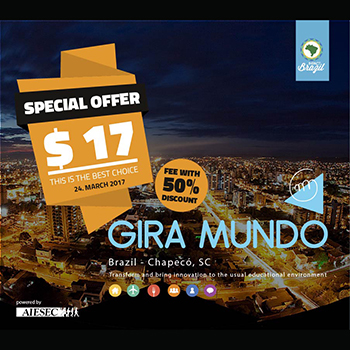 Brazil
SPECIAL OFFER
$ 17
THIS IS THE BEST CHOICE
24. MARCH 2017
FEE WITH
50%
DISCOUNT
GIRA MUNDO
Brazil - Chapecó, SC
Transform and bring innovation to the usual educational environment
powered by
AIESEC